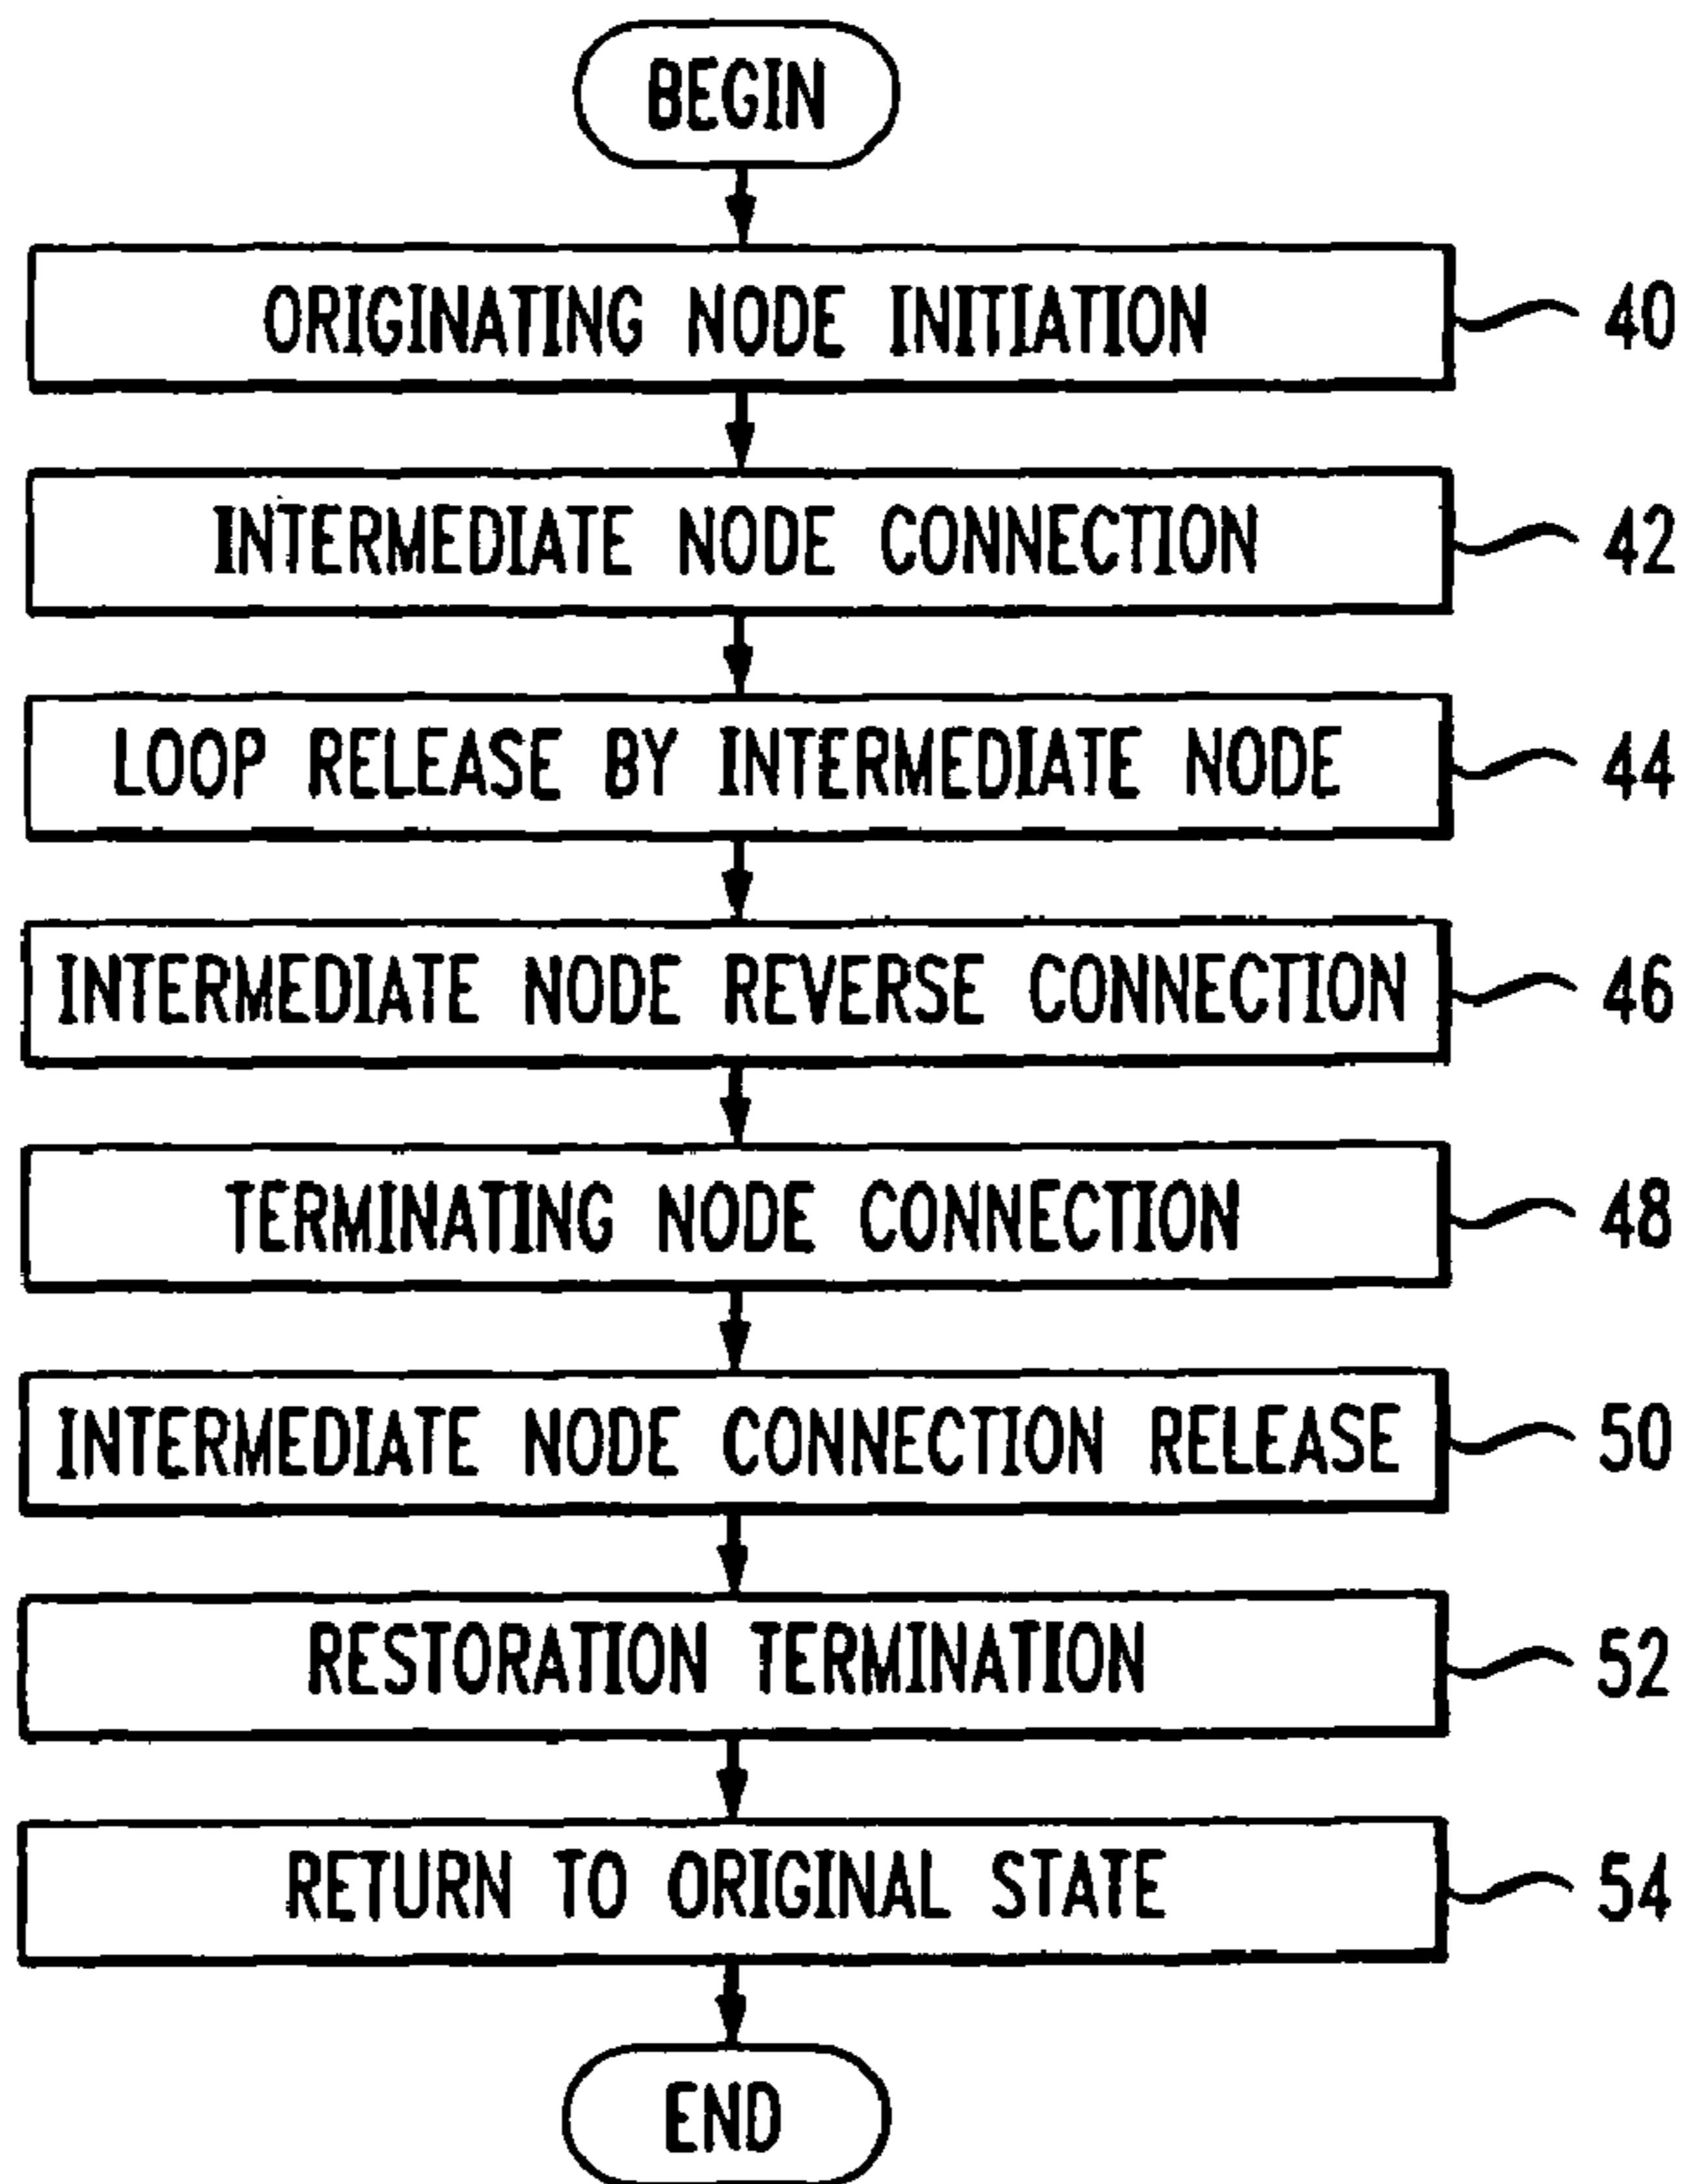 BEGIN
ORIGINATING NODE INITIATION 40
INTERMEDIATE NODE CONNECTION 42
LOOP RELEASE BY INTERMEDIATE NODE 44
INTERMEDIATE NODE REVERSE CONNECTION 46
TERMINATING NODE CONNECTION 48
INTERMEDIATE NODE CONNECTION RELEASE 50
RESTORATION TERMINATION 52
RETURN TO ORIGINAL STATE 54
END